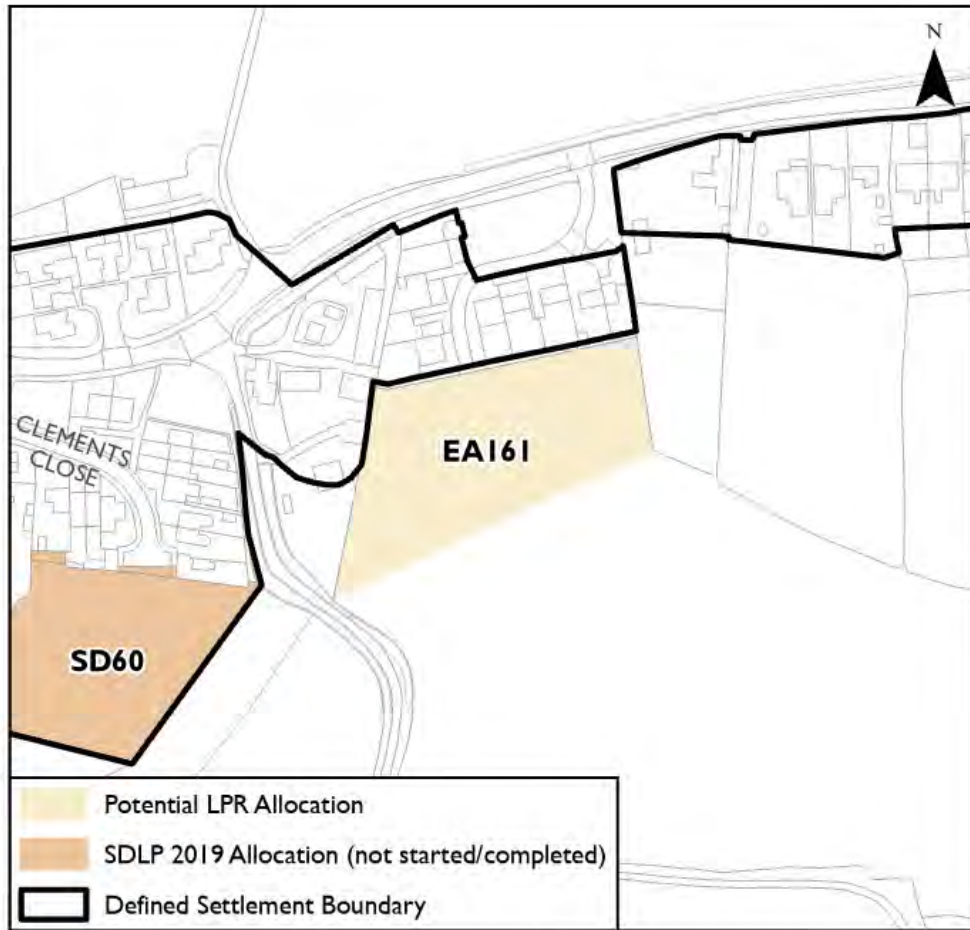 N
EA161
CLEMENTS
CLOSE
SD60
Potential LPR Allocation
SDLP 2019 Allocation (not started/completed)
Defined Settlement Boundary